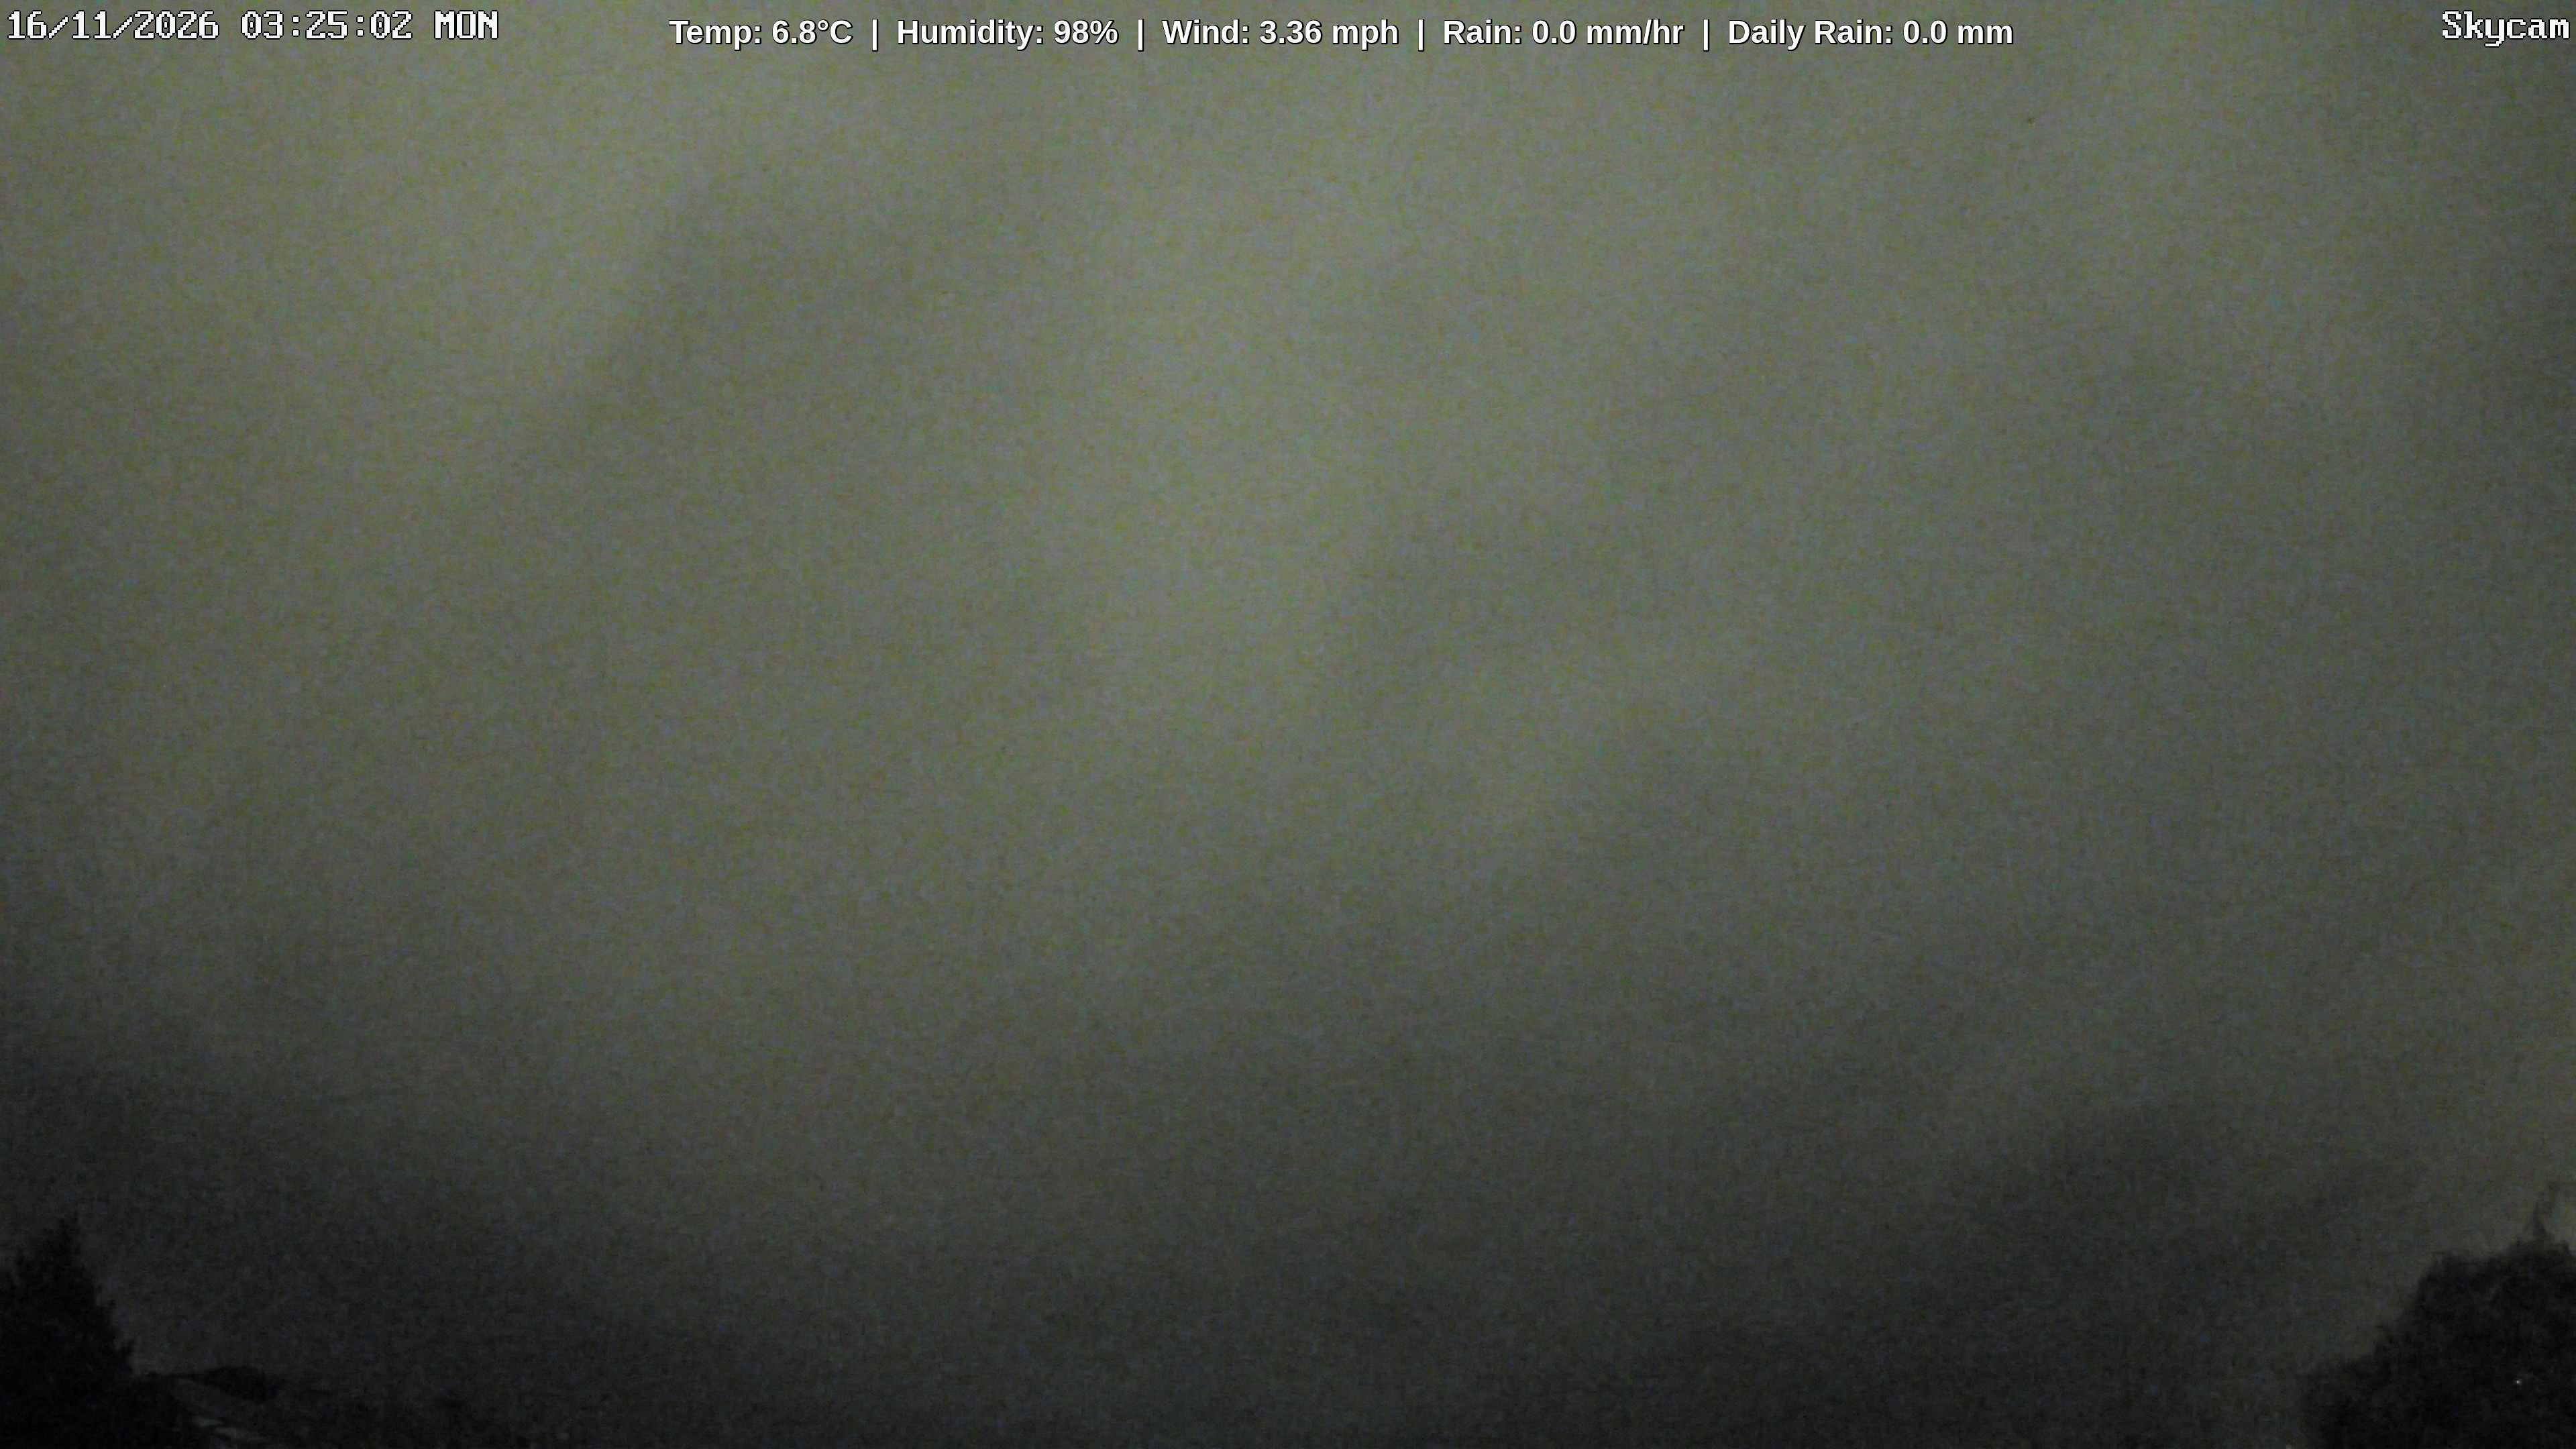 16/11/2026 03:25:02 MON
Temp: 6.8°C | Humidity: 98% | Wind: 3.36 mph | Rain: 0.0 mm/hr | Daily Rain: 0.0 mm
Skycam